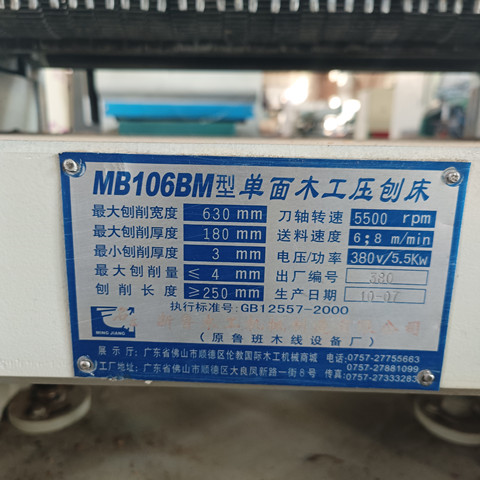 MB106BM型 单面木工压刨床
最大刨削宽度 630 mm 刀轴转速 5500 rpm
最大刨削厚度 180 mm 送料速度 6;8 m/min
最小刨削厚度 3 mm 电压/功率 380v/5.5Kw
最大刨削量 ≤ 4 mm 出厂编号 320
刨削长度 ≥250 mm 生产日期 10-07
执行标准号:GB12557-2000
MING JIANG
(原鲁班木线设备厂)
展示厅:广东省佛山市顺德区伦教国际木工机械商城 电话:0757-27755663
0757-27881099
工厂地址:广东省佛山市顺德区大良凤新路一街8号 传真:0757-27333283